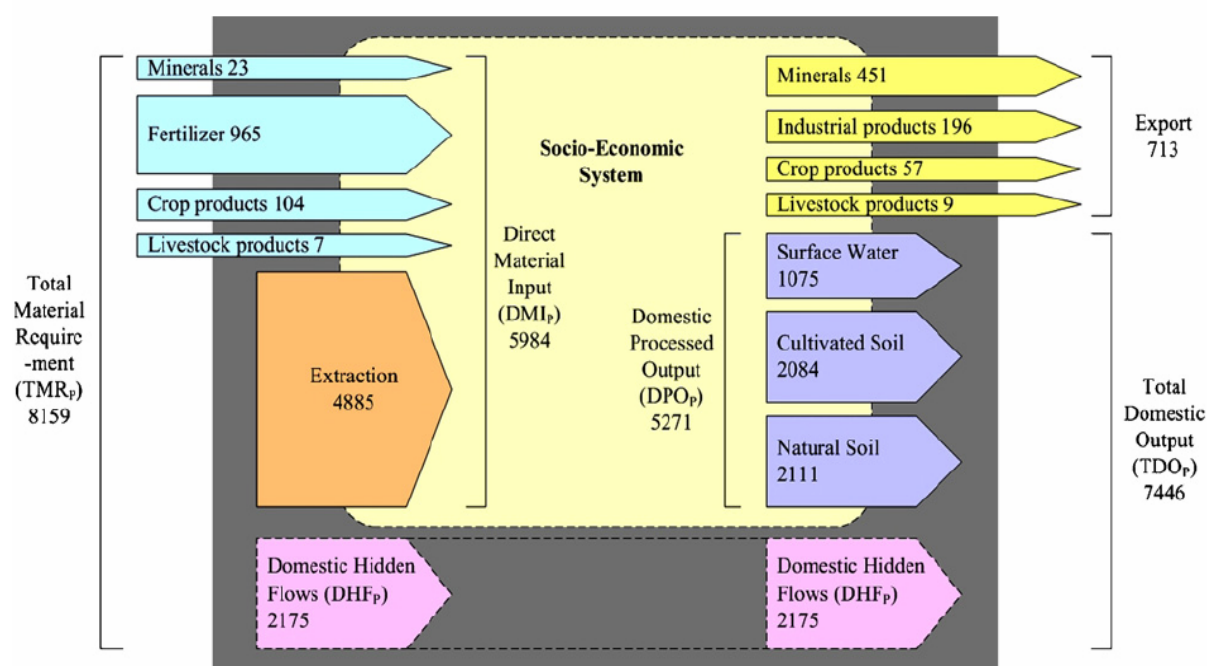 Total
Material
Require
-ment
(TMRₚ)
8159
Minerals 23
Fertilizer 965
Crop products 104
Livestock products 7
Extraction
4885
Domestic Hidden
Flows (DHFₚ)
2175
Direct
Material
Input
(DMIₚ)
5984
Socio-Economic
System
Domestic
Processed
Output
(DPOₚ)
5271
Minerals 451
Industrial products 196
Crop products 57
Livestock products 9
Surface Water
1075
Cultivated Soil
2084
Natural Soil
2111
Domestic Hidden
Flows (DHFₚ)
2175
Export
713
Total
Domestic
Output
(TDOₚ)
7446